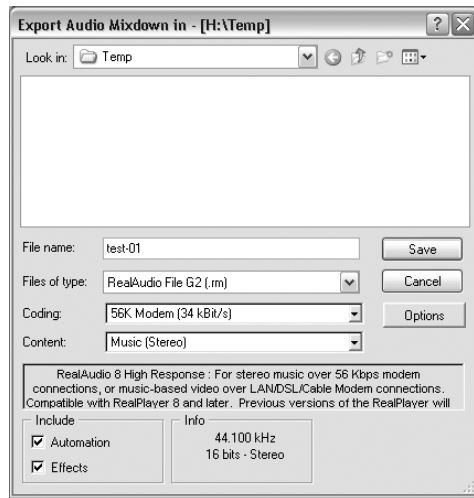 Export Audio Mixdown in - [H:\Temp]
Look in: Temp
File name: test-01 Save
Files of type: RealAudio File G2 (.rm) Cancel
Coding: 56K Modem (34 kBit/s) Options
Content: Music (Stereo)
RealAudio 8 High Response : For stereo music over 56 Kbps modem
connections, or music-based video over LAN/DSL/Cable Modem connections.
Compatible with RealPlayer 8 and later. Previous versions of the RealPlayer will
Include Info
Automation 44.100 kHz
16 bits - Stereo
Effects